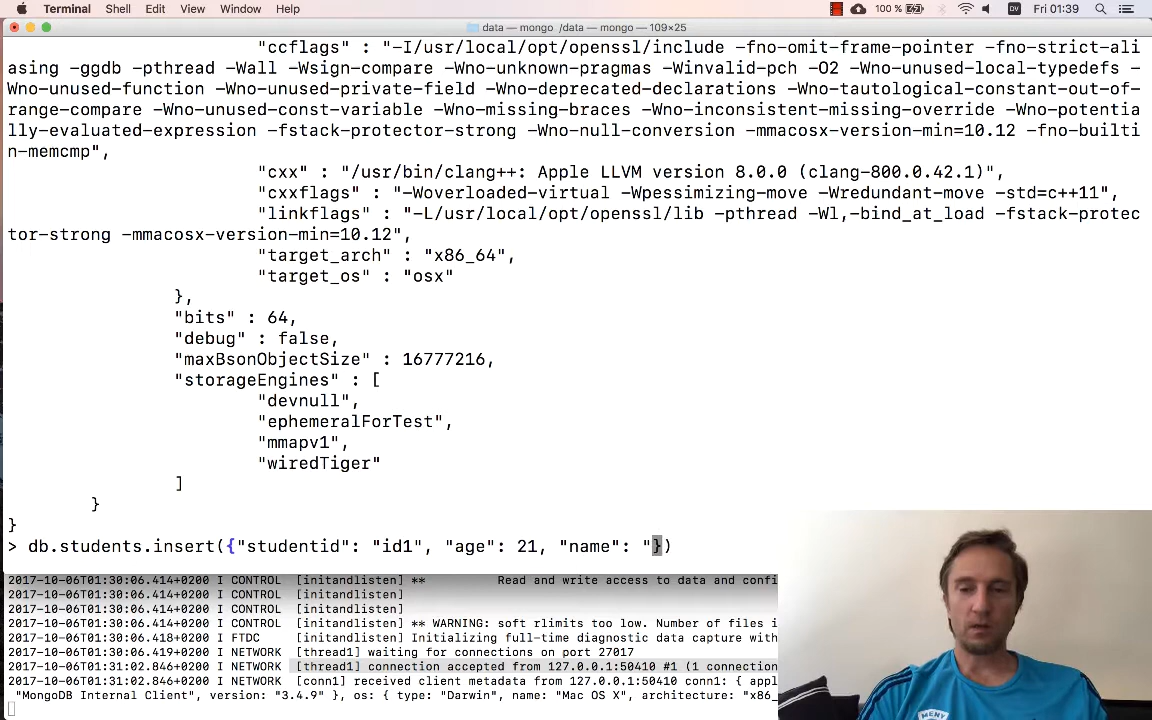 Terminal Shell Edit View Window Help 100 % DV Fri 01:39
data — mongo /data — mongo — 109×25
"ccflags" : "-I/usr/local/opt/openssl/include -fno-omit-frame-pointer -fno-strict-ali
asing -ggdb -pthread -Wall -Wsign-compare -Wno-unknown-pragmas -Winvalid-pch -O2 -Wno-unused-local-typedefs -
Wno-unused-function -Wno-unused-private-field -Wno-deprecated-declarations -Wno-tautological-constant-out-of-
range-compare -Wno-unused-const-variable -Wno-missing-braces -Wno-inconsistent-missing-override -Wno-potentia
lly-evaluated-expression -fstack-protector-strong -Wno-null-conversion -mmacosx-version-min=10.12 -fno-builti
n-memcmp",
"cxx" : "/usr/bin/clang++: Apple LLVM version 8.0.0 (clang-800.0.42.1)",
"cxxflags" : "-Woverloaded-virtual -Wpessimizing-move -Wredundant-move -std=c++11",
"linkflags" : "-L/usr/local/opt/openssl/lib -pthread -Wl,-bind_at_load -fstack-protec
tor-strong -mmacosx-version-min=10.12",
"target_arch" : "x86_64",
"target_os" : "osx"
},
"bits" : 64,
"debug" : false,
"maxBsonObjectSize" : 16777216,
"storageEngines" : [
"devnull",
"ephemeralForTest",
"mmapv1",
"wiredTiger"
]
}
}
> db.students.insert({"studentid": "id1", "age": 21, "name": "})
2017-10-06T01:30:06.414+0200 I CONTROL [initandlisten] ** Read and write access to data and confi
2017-10-06T01:30:06.414+0200 I CONTROL [initandlisten]
2017-10-06T01:30:06.414+0200 I CONTROL [initandlisten]
2017-10-06T01:30:06.414+0200 I CONTROL [initandlisten] ** WARNING: soft rlimits too low. Number of files i
2017-10-06T01:30:06.418+0200 I FTDC [initandlisten] Initializing full-time diagnostic data capture with
2017-10-06T01:30:06.419+0200 I NETWORK [thread1] waiting for connections on port 27017
2017-10-06T01:31:02.846+0200 I NETWORK [thread1] connection accepted from 127.0.0.1:50410 #1 (1 connection
2017-10-06T01:31:02.846+0200 I NETWORK [conn1] received client metadata from 127.0.0.1:50410 conn1: { appl
"MongoDB Internal Client", version: "3.4.9" }, os: { type: "Darwin", name: "Mac OS X", architecture: "x86_
MENY